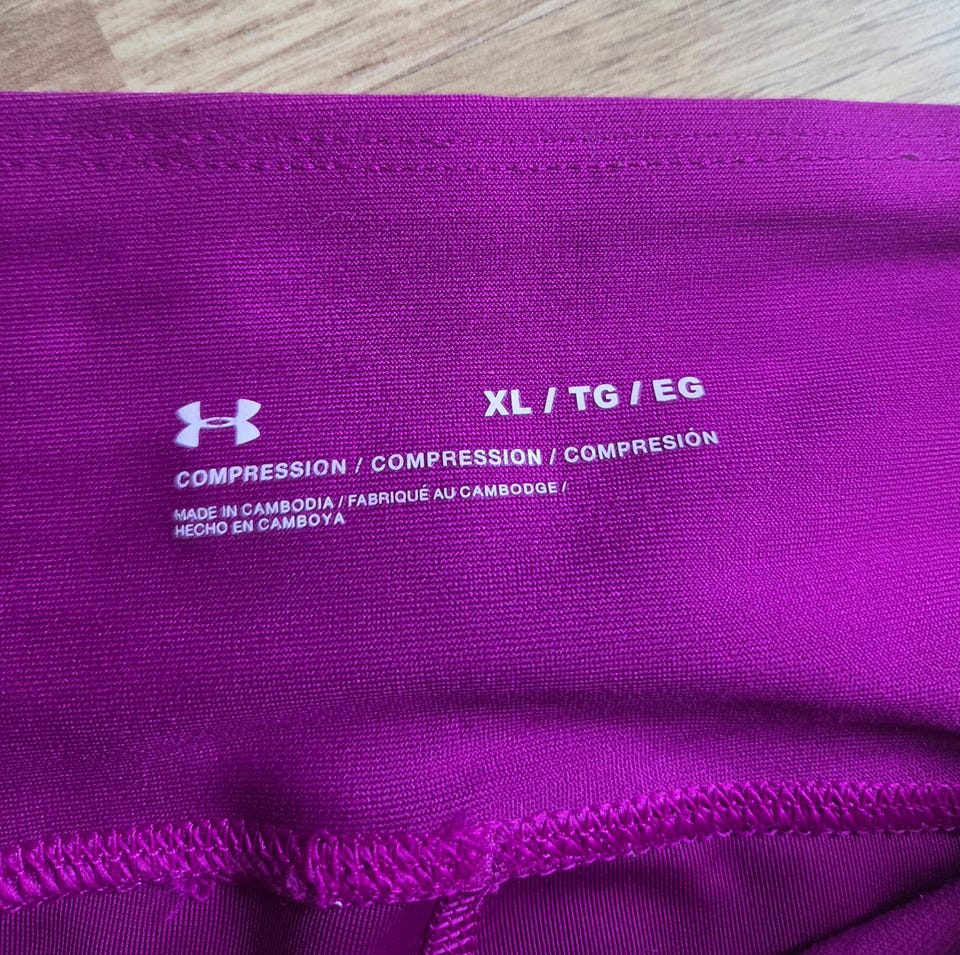 XL / TG / EG
COMPRESSION / COMPRESSION / COMPRESIÓN
MADE IN CAMBODIA / FABRIQUÉ AU CAMBODGE /
HECHO EN CAMBOYA